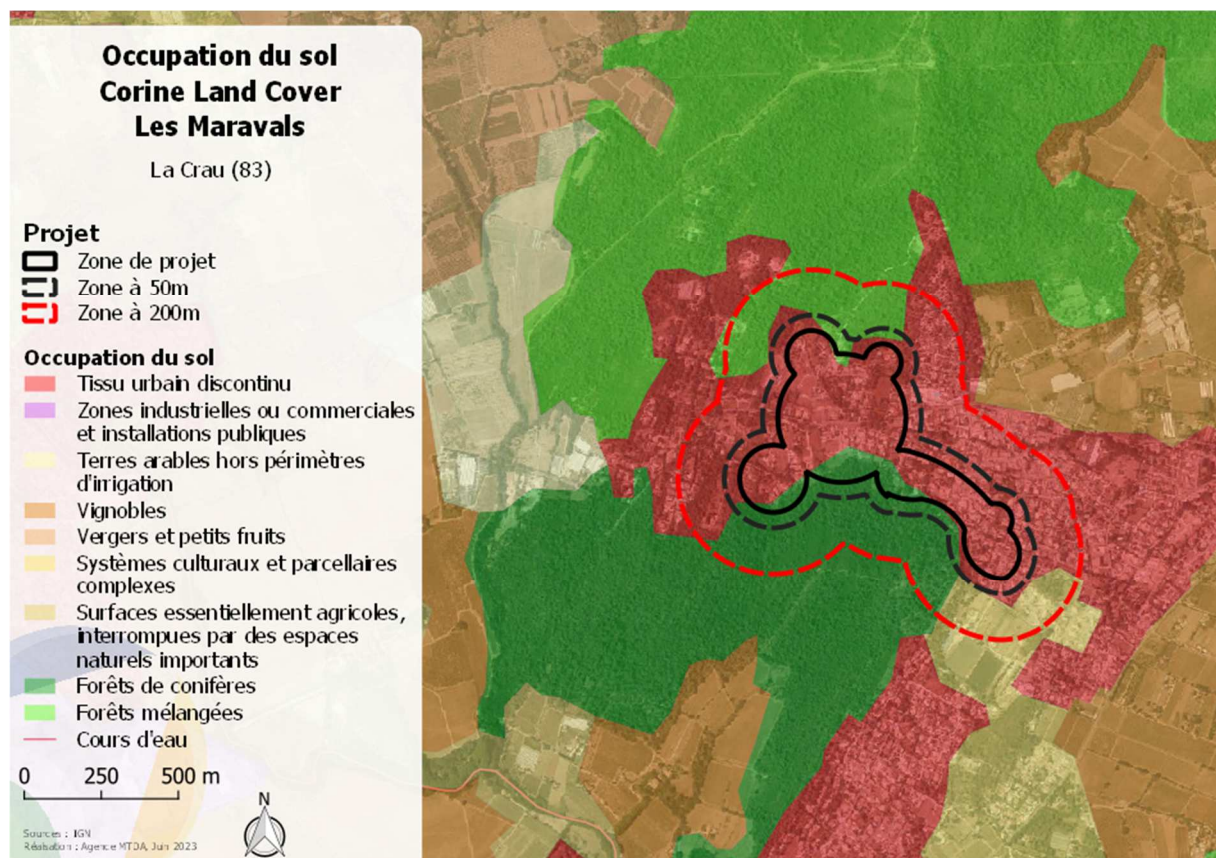 Occupation du sol
Corine Land Cover
Les Maravals
La Crau (83)
Projet
Zone de projet
Zone à 50m
Zone à 200m
Occupation du sol
Tissu urbain discontinu
Zones industrielles ou commerciales
et installations publiques
Terres arables hors périmètres
d'irrigation
Vignobles
Vergers et petits fruits
Systèmes culturaux et parcellaires
complexes
Surfaces essentiellement agricoles,
interrompues par des espaces
naturels importants
Forêts de conifères
Forêts mélangées
Cours d'eau
0 250 500 m
N
Sources : IGN
Réalisation : Agence MTDA, Juin 2023